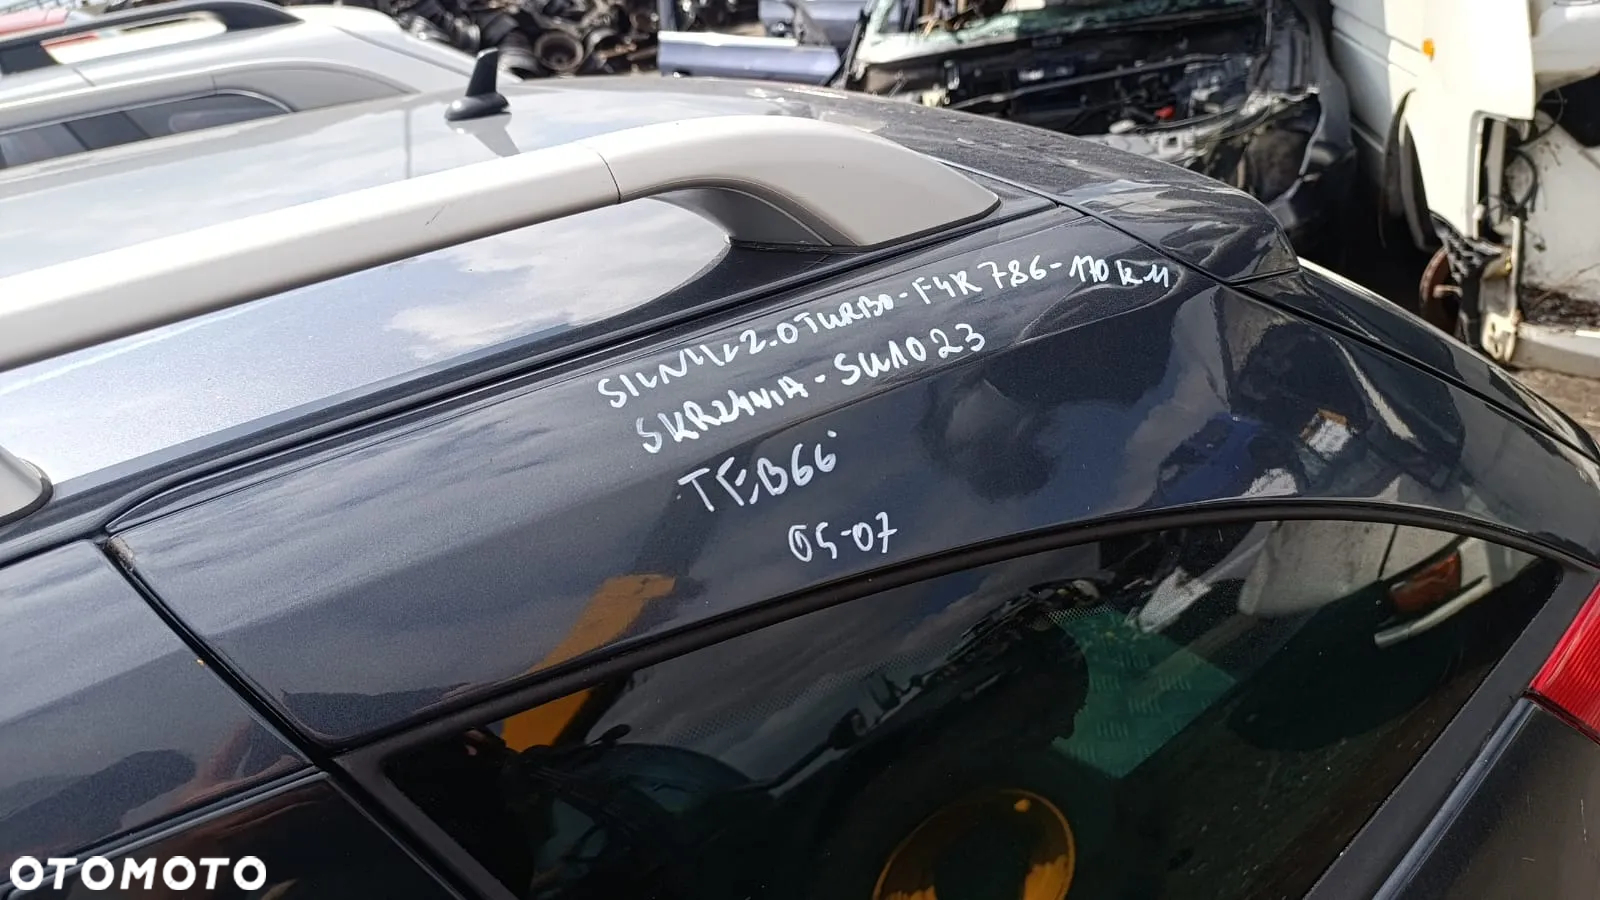 SILNIK 2.0 TURBO - F4R 786 - 170 KM
SKRZYNIA - SU1023
TEB66
05-07
OTOMOTO